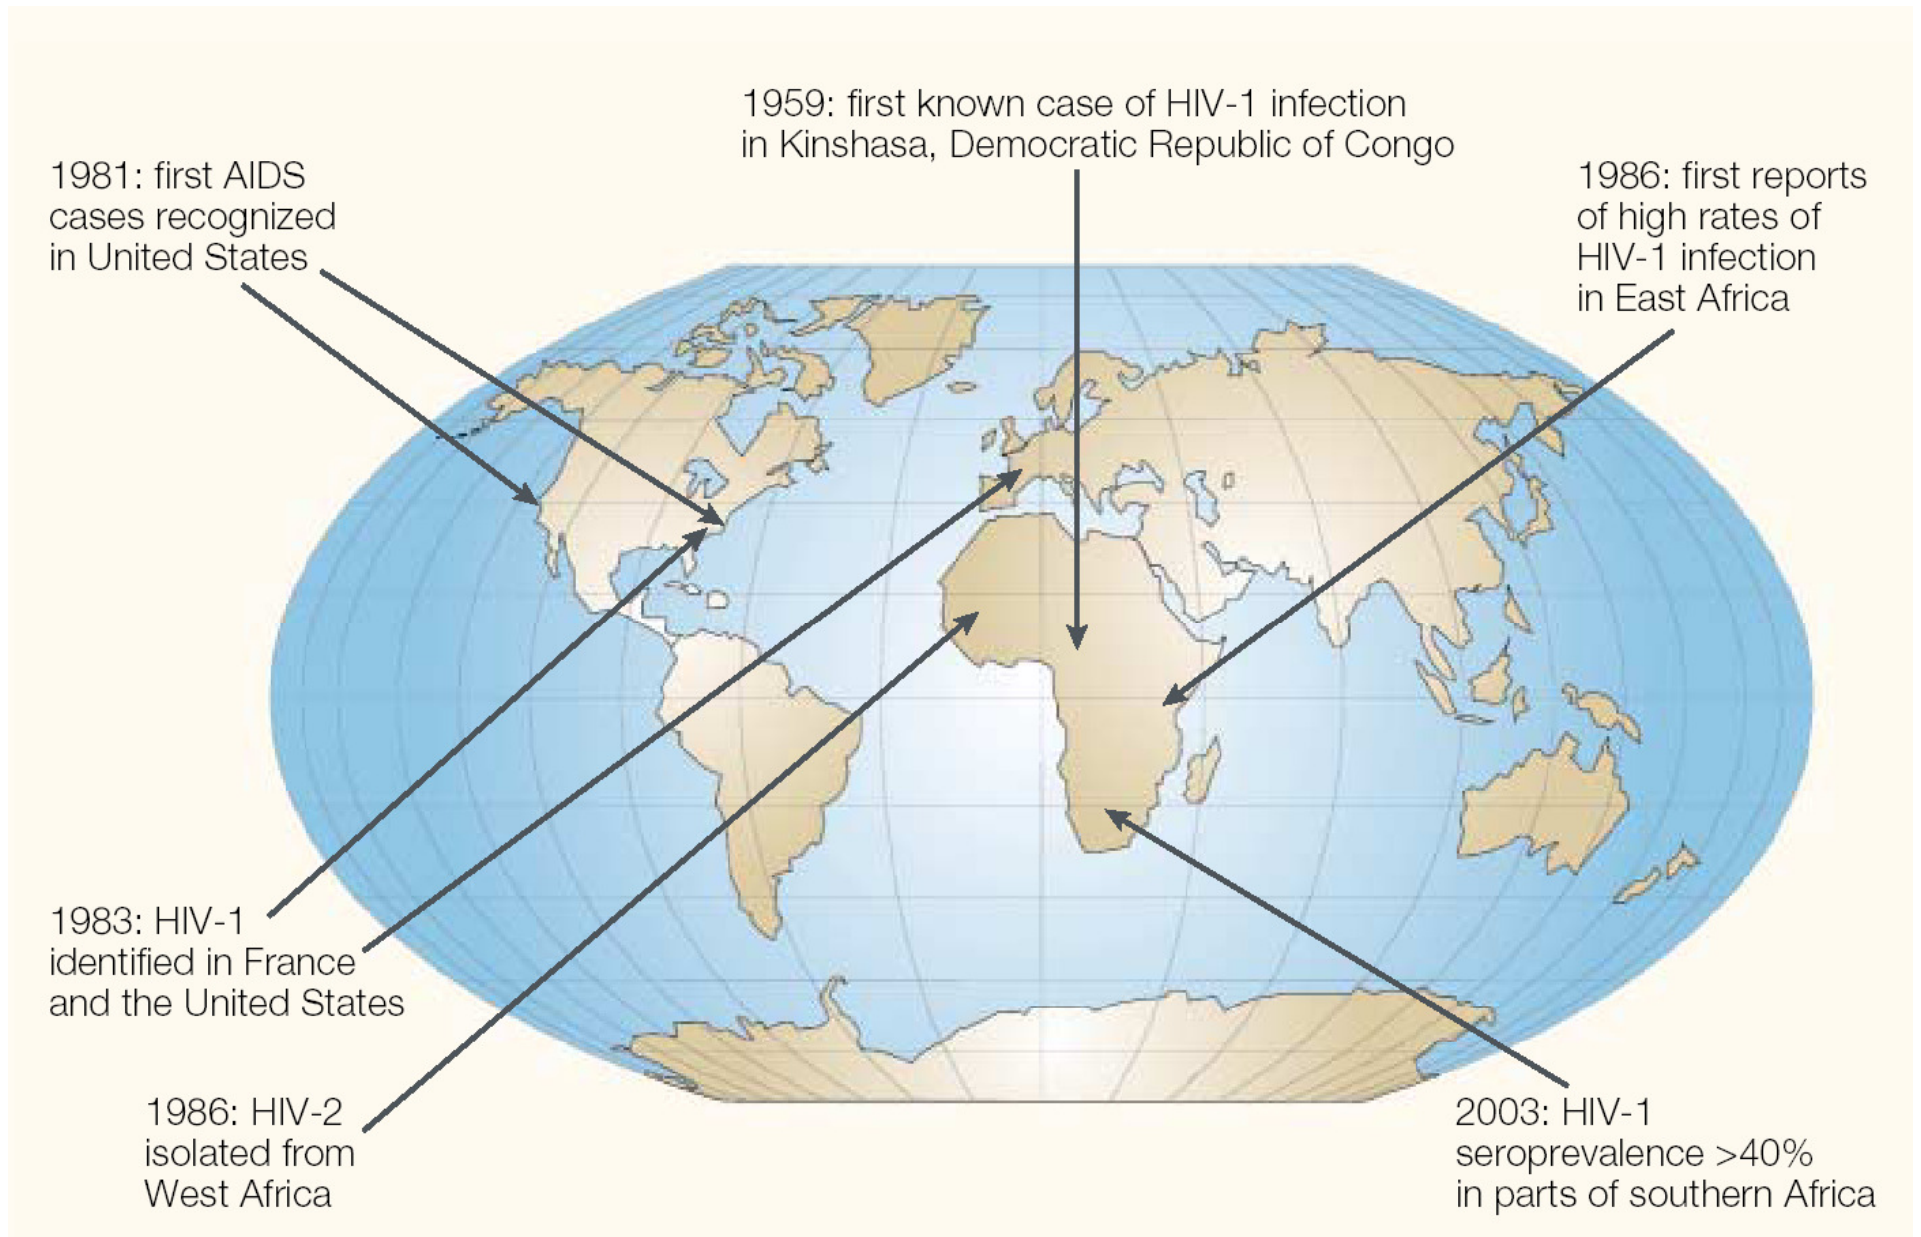 1959: first known case of HIV-1 infection
in Kinshasa, Democratic Republic of Congo
1981: first AIDS
cases recognized
in United States
1986: first reports
of high rates of
HIV-1 infection
in East Africa
1983: HIV-1
identified in France
and the United States
1986: HIV-2
isolated from
West Africa
2003: HIV-1
seroprevalence >40%
in parts of southern Africa